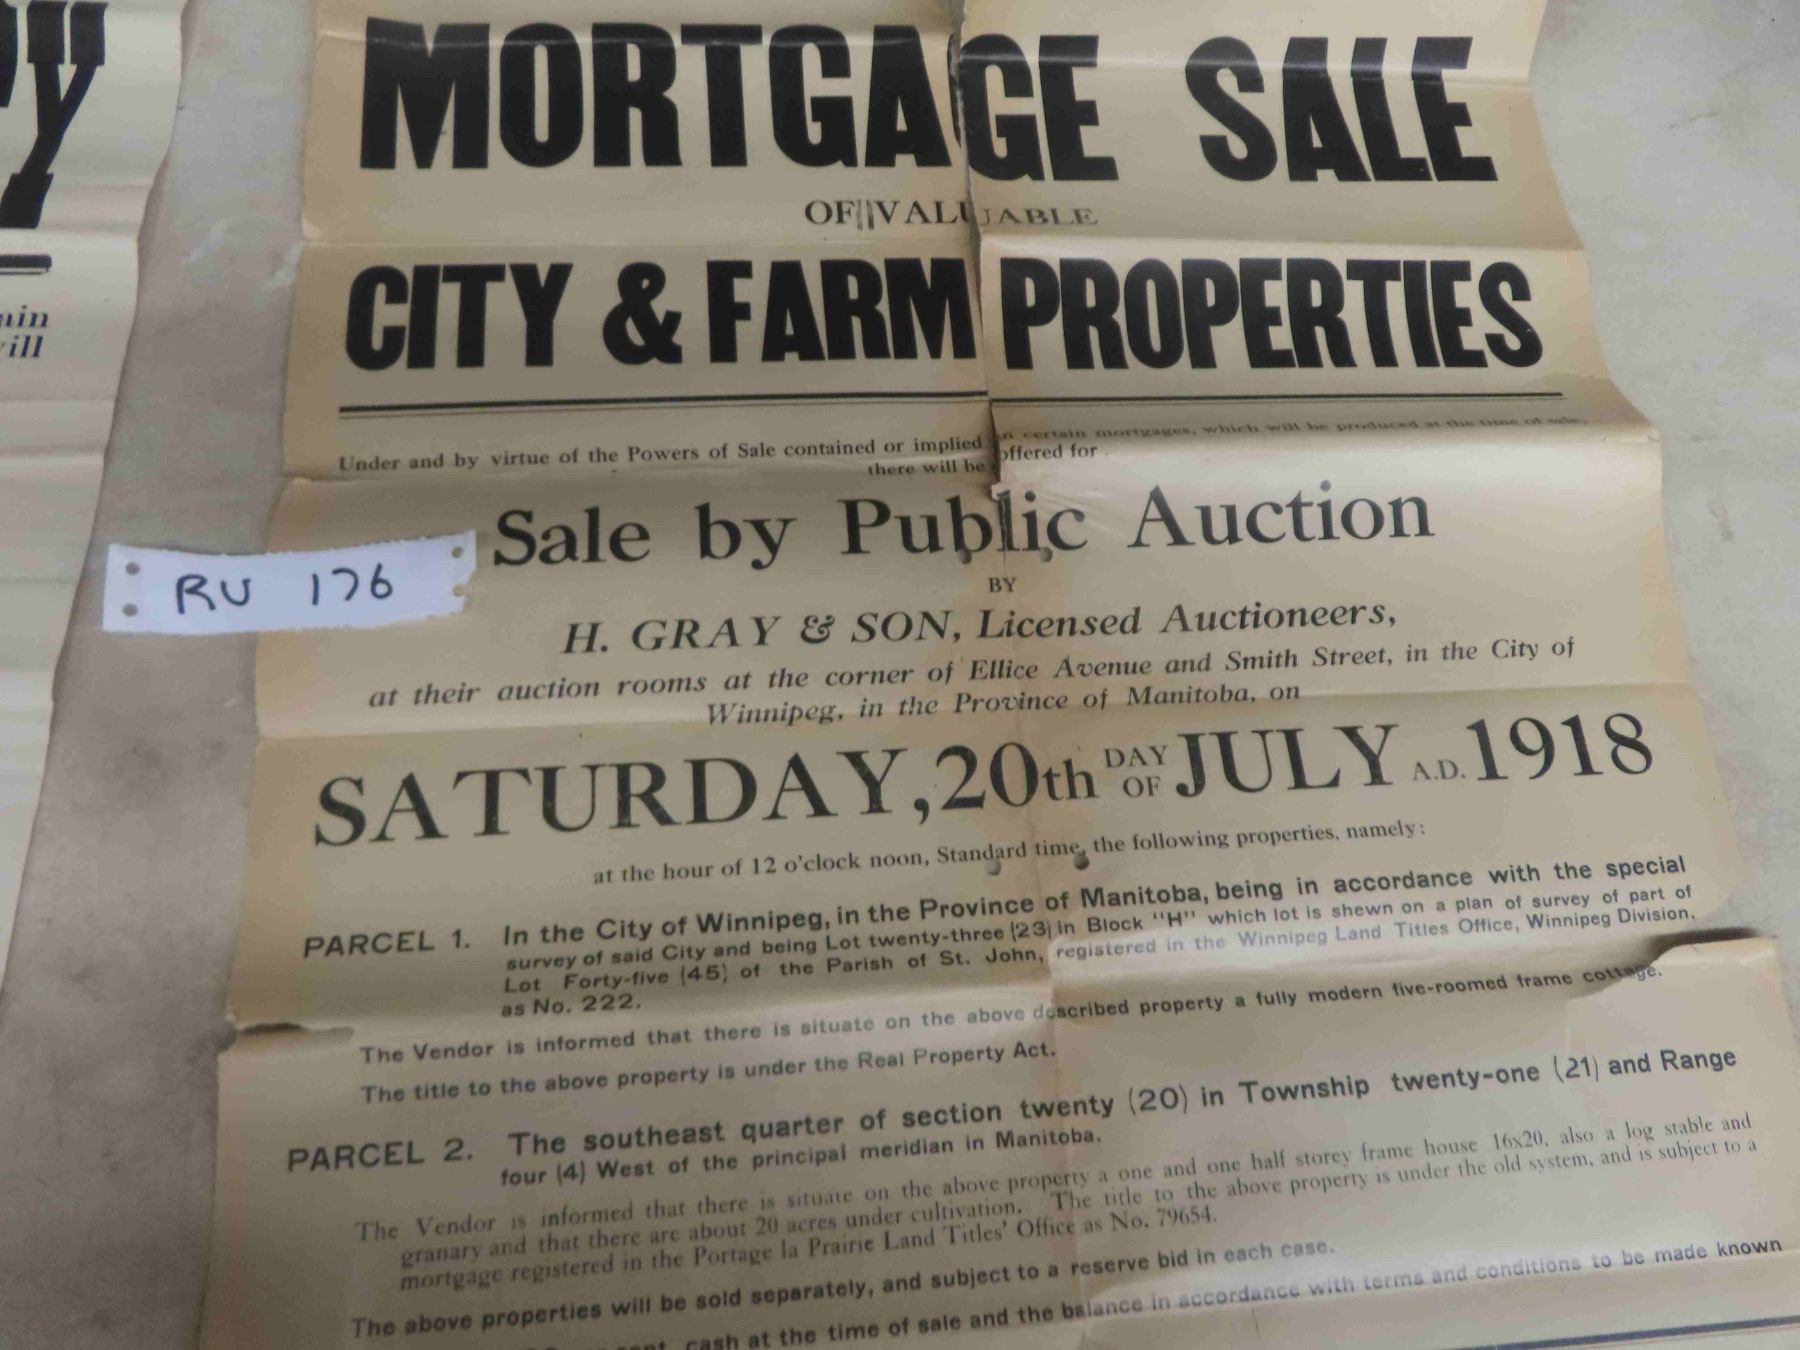 y
ain
will
MORTGAGE SALE
OF VALUABLE
CITY & FARM PROPERTIES
Under and by virtue of the Powers of Sale contained or implied in certain mortgages, which will be produced at the time of sale,
there will be offered for
Sale by Public Auction
BY
H. GRAY & SON, Licensed Auctioneers,
at their auction rooms at the corner of Ellice Avenue and Smith Street, in the City of
Winnipeg, in the Province of Manitoba, on
SATURDAY, 20th DAY OF JULY A.D. 1918
at the hour of 12 o'clock noon, Standard time, the following properties, namely:
PARCEL 1. In the City of Winnipeg, in the Province of Manitoba, being in accordance with the special
survey of said City and being Lot twenty-three (23) in Block "H" which lot is shewn on a plan of survey of part of
Lot Forty-five (45) of the Parish of St. John, registered in the Winnipeg Land Titles Office, Winnipeg Division,
as No. 222.
The Vendor is informed that there is situate on the above described property a fully modern five-roomed frame cottage.
The title to the above property is under the Real Property Act.
PARCEL 2. The southeast quarter of section twenty (20) in Township twenty-one (21) and Range
four (4) West of the principal meridian in Manitoba.
The Vendor is informed that there is situate on the above property a one and one half storey frame house 16x20, also a log stable and
granary and that there are about 20 acres under cultivation. The title to the above property is under the old system, and is subject to a
mortgage registered in the Portage la Prairie Land Titles' Office as No. 79654.
The above properties will be sold separately, and subject to a reserve bid in each case.
cash at the time of sale and the balance in accordance with terms and conditions to be made known
RU 176